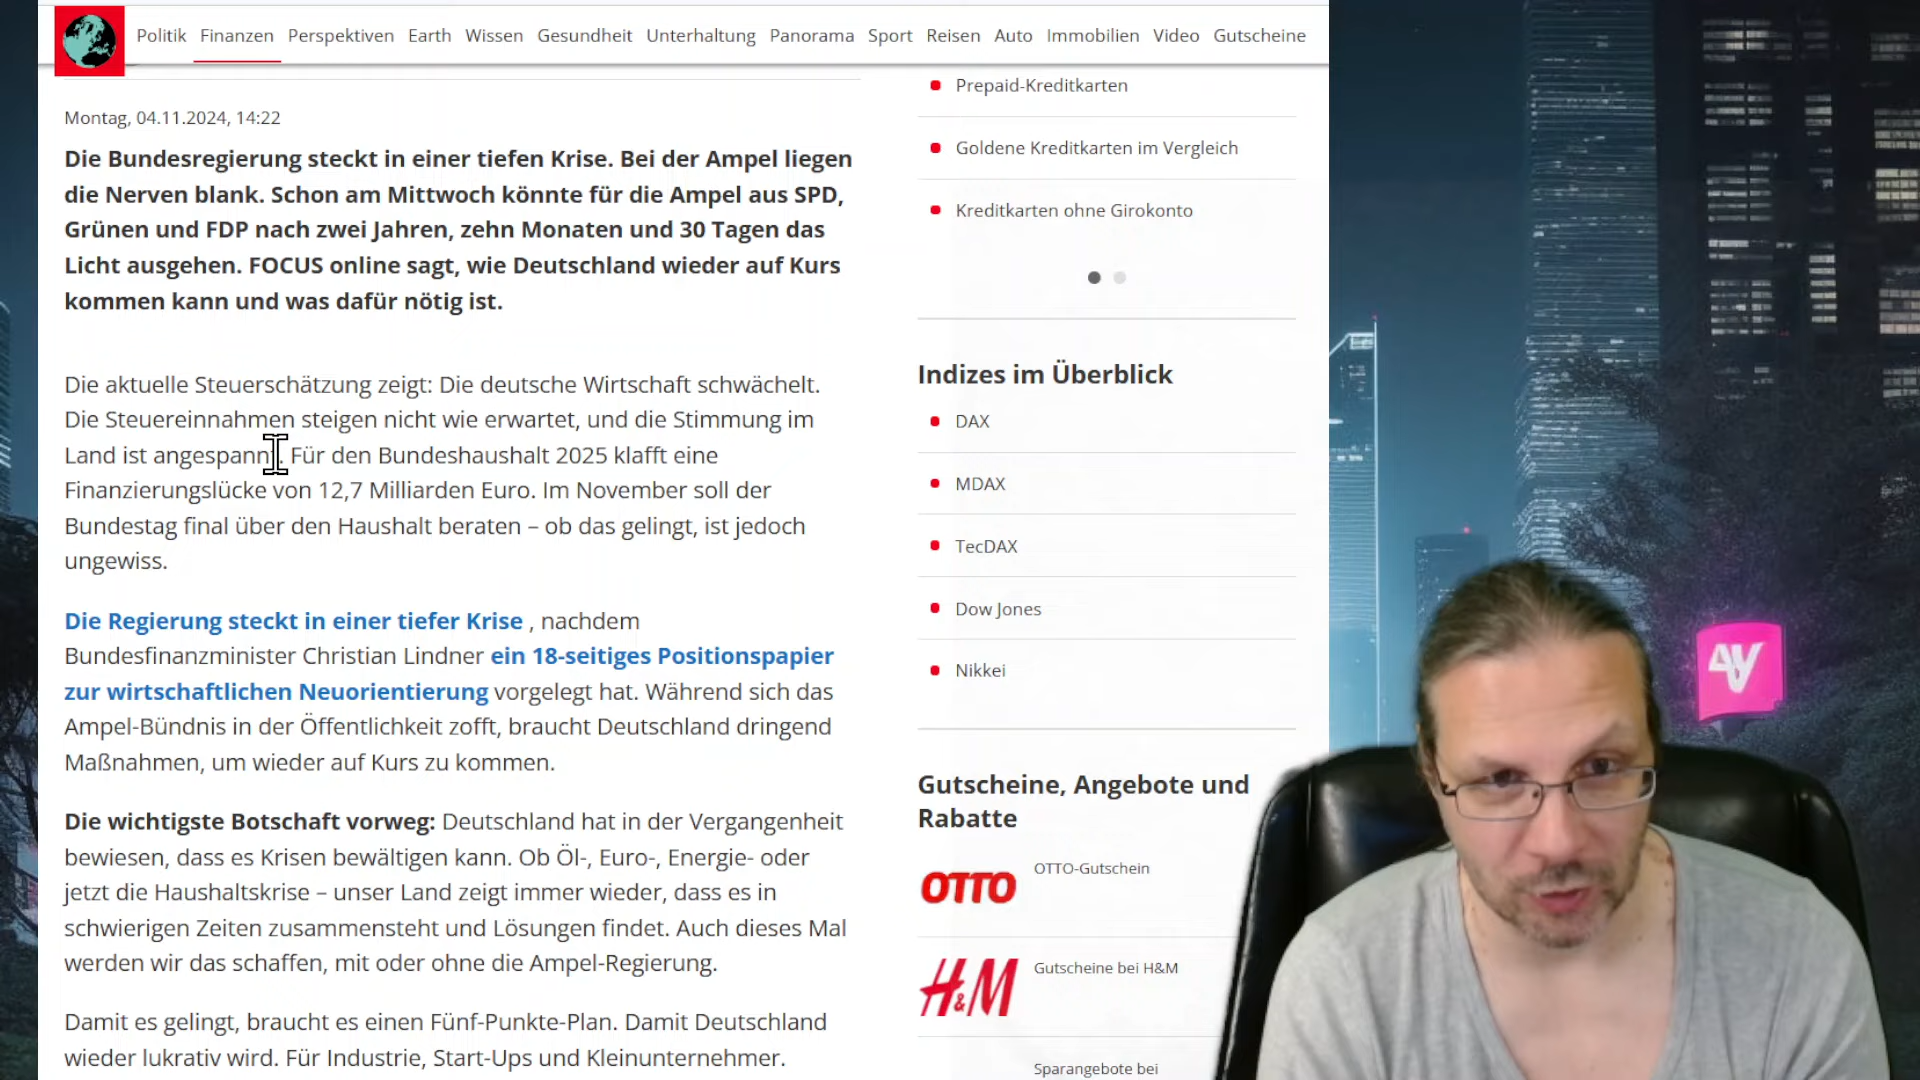 Politik Finanzen Perspektiven Earth Wissen Gesundheit Unterhaltung Panorama Sport Reisen Auto Immobilien Video Gutscheine
Montag, 04.11.2024, 14:22
Die Bundesregierung steckt in einer tiefen Krise. Bei der Ampel liegen
die Nerven blank. Schon am Mittwoch könnte für die Ampel aus SPD,
Grünen und FDP nach zwei Jahren, zehn Monaten und 30 Tagen das
Licht ausgehen. FOCUS online sagt, wie Deutschland wieder auf Kurs
kommen kann und was dafür nötig ist.
Die aktuelle Steuerschätzung zeigt: Die deutsche Wirtschaft schwächelt.
Die Steuereinnahmen steigen nicht wie erwartet, und die Stimmung im
Land ist angespannt. Für den Bundeshaushalt 2025 klafft eine
Finanzierungslücke von 12,7 Milliarden Euro. Im November soll der
Bundestag final über den Haushalt beraten – ob das gelingt, ist jedoch
ungewiss.
Die Regierung steckt in einer tiefer Krise , nachdem
Bundesfinanzminister Christian Lindner ein 18-seitiges Positionspapier
zur wirtschaftlichen Neuorientierung vorgelegt hat. Während sich das
Ampel-Bündnis in der Öffentlichkeit zofft, braucht Deutschland dringend
Maßnahmen, um wieder auf Kurs zu kommen.
Die wichtigste Botschaft vorweg: Deutschland hat in der Vergangenheit
bewiesen, dass es Krisen bewältigen kann. Ob Öl-, Euro-, Energie- oder
jetzt die Haushaltskrise – unser Land zeigt immer wieder, dass es in
schwierigen Zeiten zusammensteht und Lösungen findet. Auch dieses Mal
werden wir das schaffen, mit oder ohne die Ampel-Regierung.
Damit es gelingt, braucht es einen Fünf-Punkte-Plan. Damit Deutschland
wieder lukrativ wird. Für Industrie, Start-Ups und Kleinunternehmer.
Prepaid-Kreditkarten
Goldene Kreditkarten im Vergleich
Kreditkarten ohne Girokonto
Indizes im Überblick
DAX
MDAX
TecDAX
Dow Jones
Nikkei
Gutscheine, Angebote und
Rabatte
OTTO
OTTO-Gutschein
H&M
Gutscheine bei H&M
Sparangebote bei